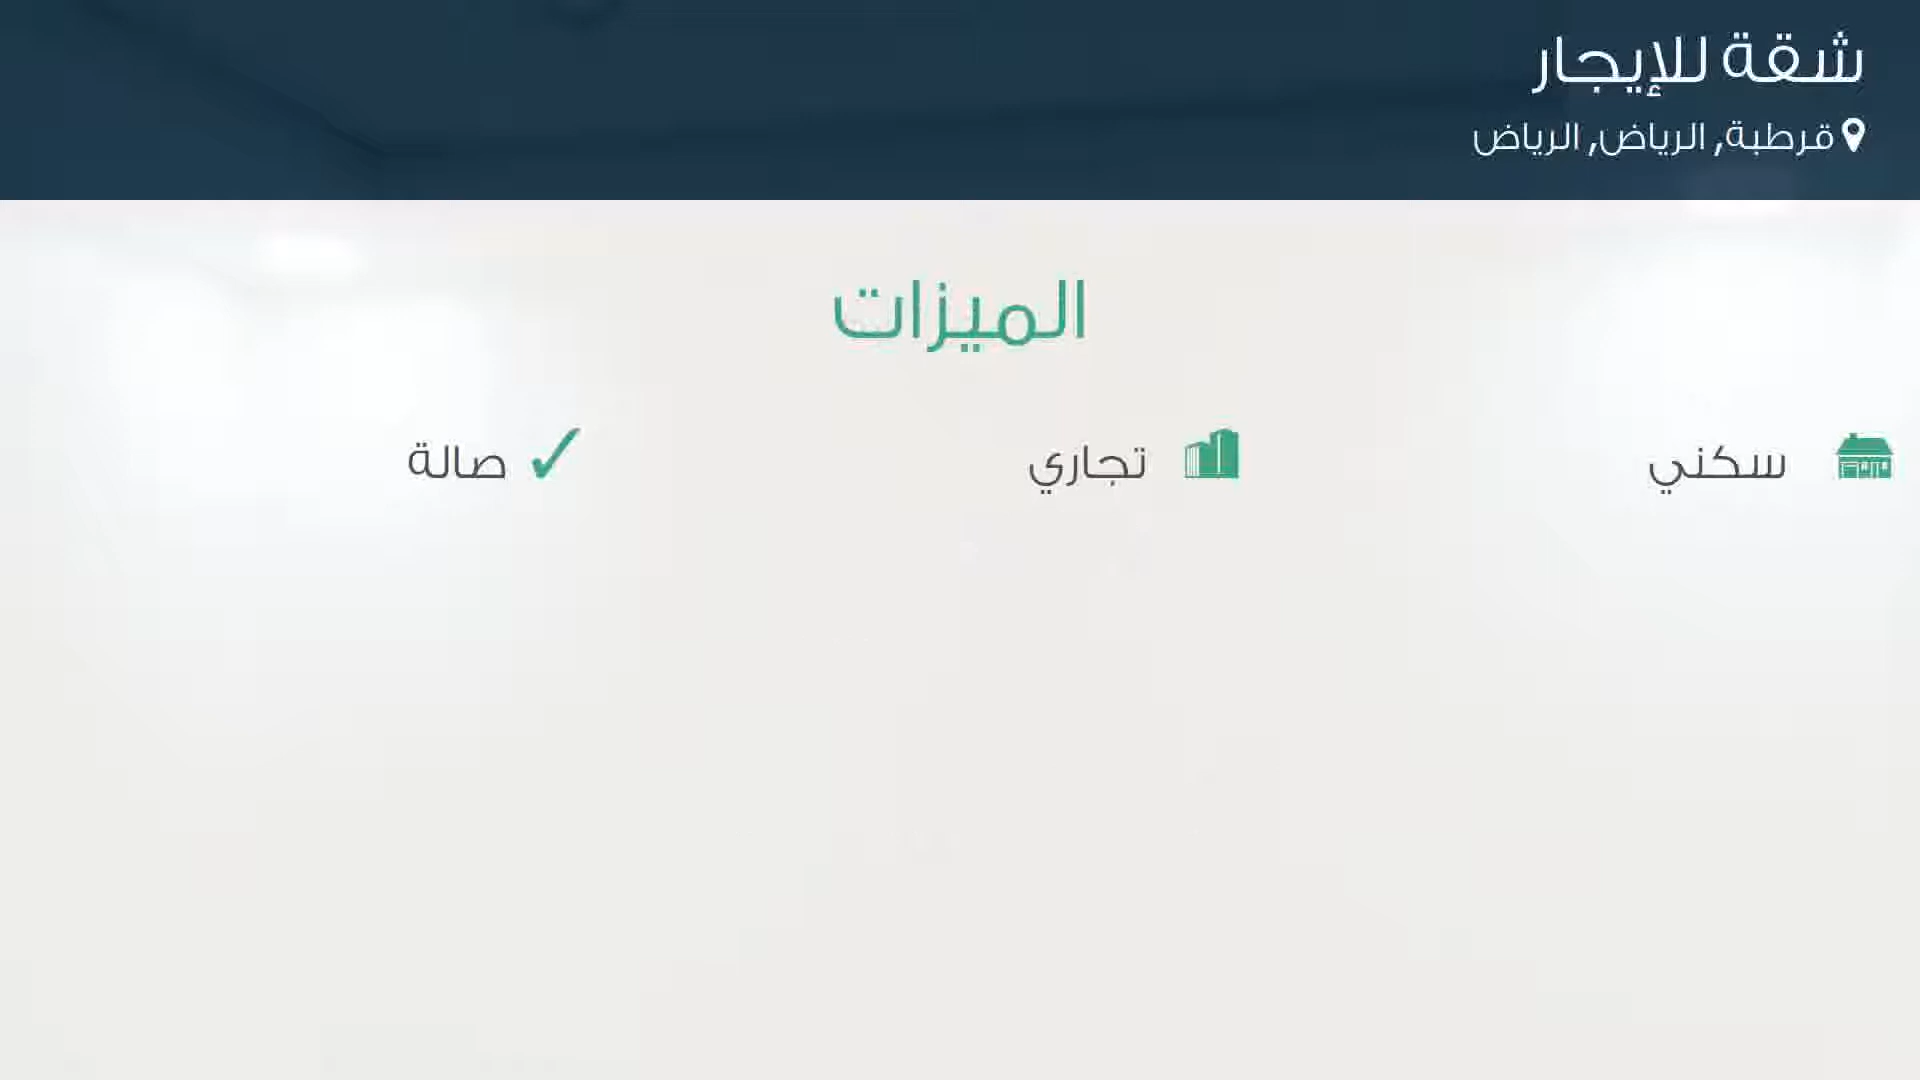 شقة للإيجار
قرطبة, الرياض, الرياض
الميزات
سكني
تجاري
صالة